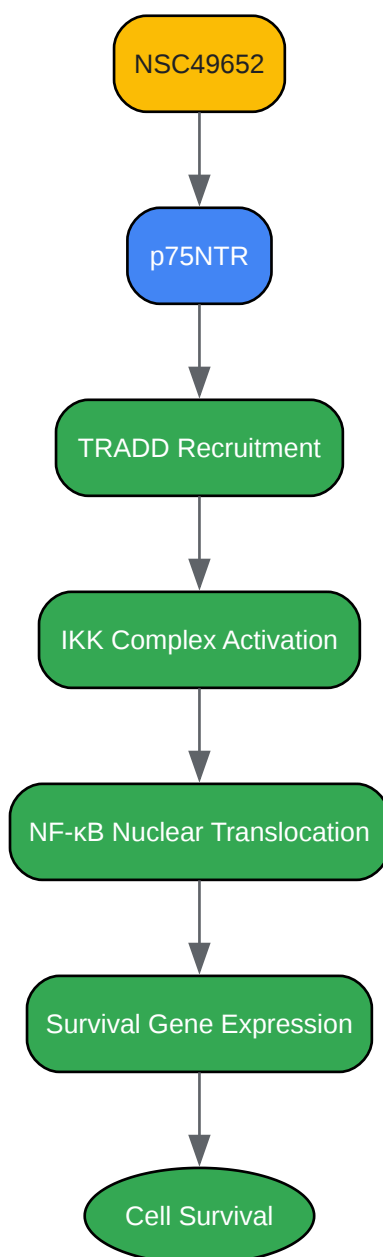 NSC49652
p75NTR
TRADD Recruitment
IKK Complex Activation
NF-κB Nuclear Translocation
Survival Gene Expression
Cell Survival